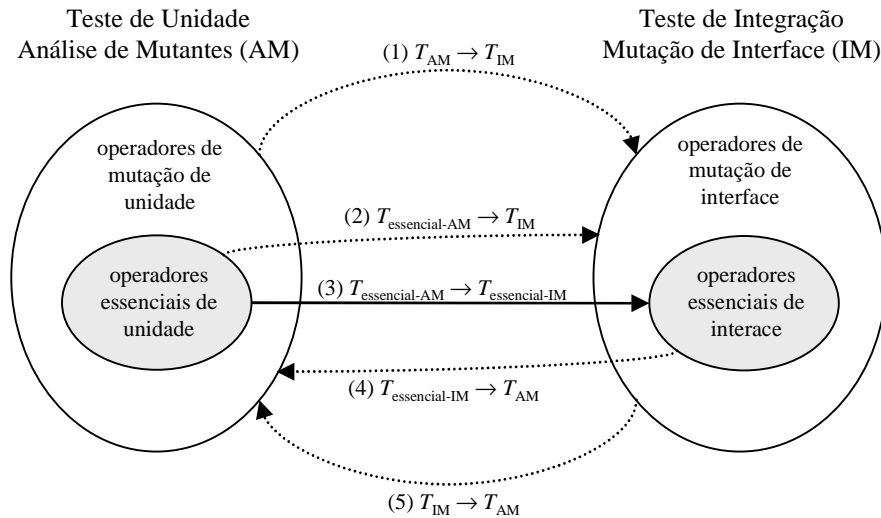 Teste de Unidade
Análise de Mutantes (AM)
Teste de Integração
Mutação de Interface (IM)
(1) T_AM → T_IM
operadores de
mutação de
unidade
operadores de
mutação de
interface
(2) T_essencial-AM → T_IM
operadores
essenciais de
unidade
(3) T_essencial-AM → T_essencial-IM
operadores
essenciais de
interace
(4) T_essencial-IM → T_AM
(5) T_IM → T_AM